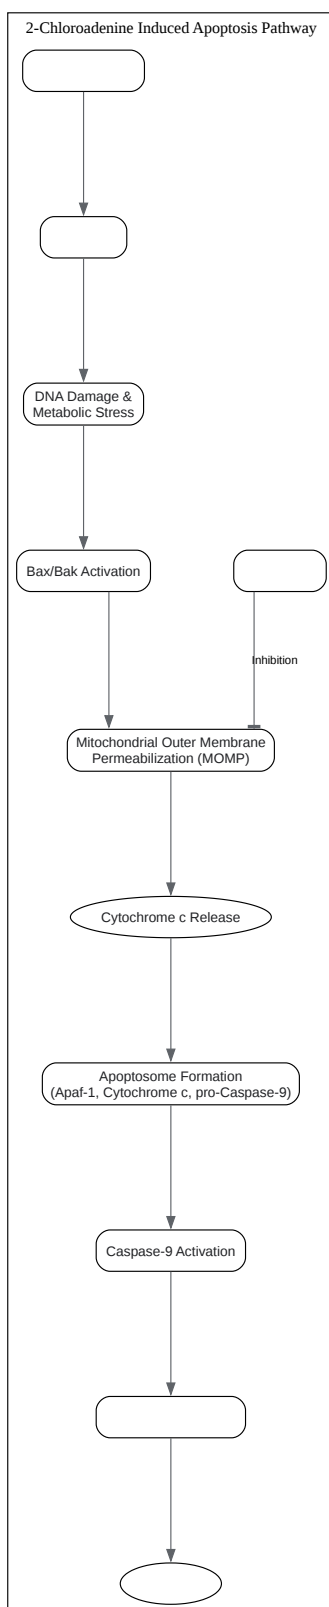 2-Chloroadenine Induced Apoptosis Pathway
DNA Damage &
Metabolic Stress
Bax/Bak Activation
Inhibition
Mitochondrial Outer Membrane
Permeabilization (MOMP)
Cytochrome c Release
Apoptosome Formation
(Apaf-1, Cytochrome c, pro-Caspase-9)
Caspase-9 Activation